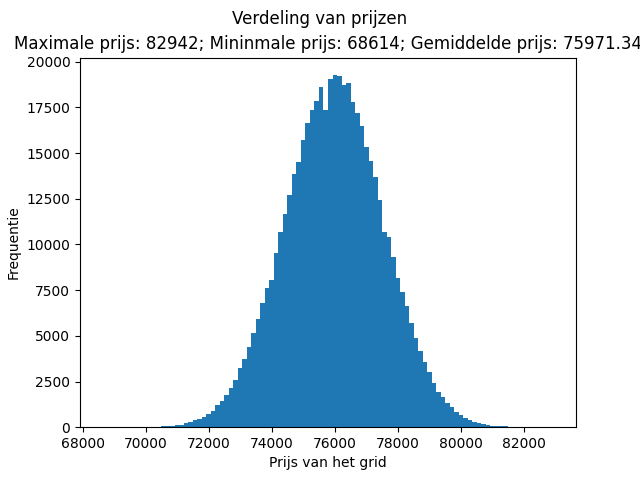 Verdeling van prijzen
Maximale prijs: 82942; Mininmale prijs: 68614; Gemiddelde prijs: 75971.34
20000
17500
15000
12500
10000
7500
5000
2500
0
Frequentie
68000 70000 72000 74000 76000 78000 80000 82000
Prijs van het grid